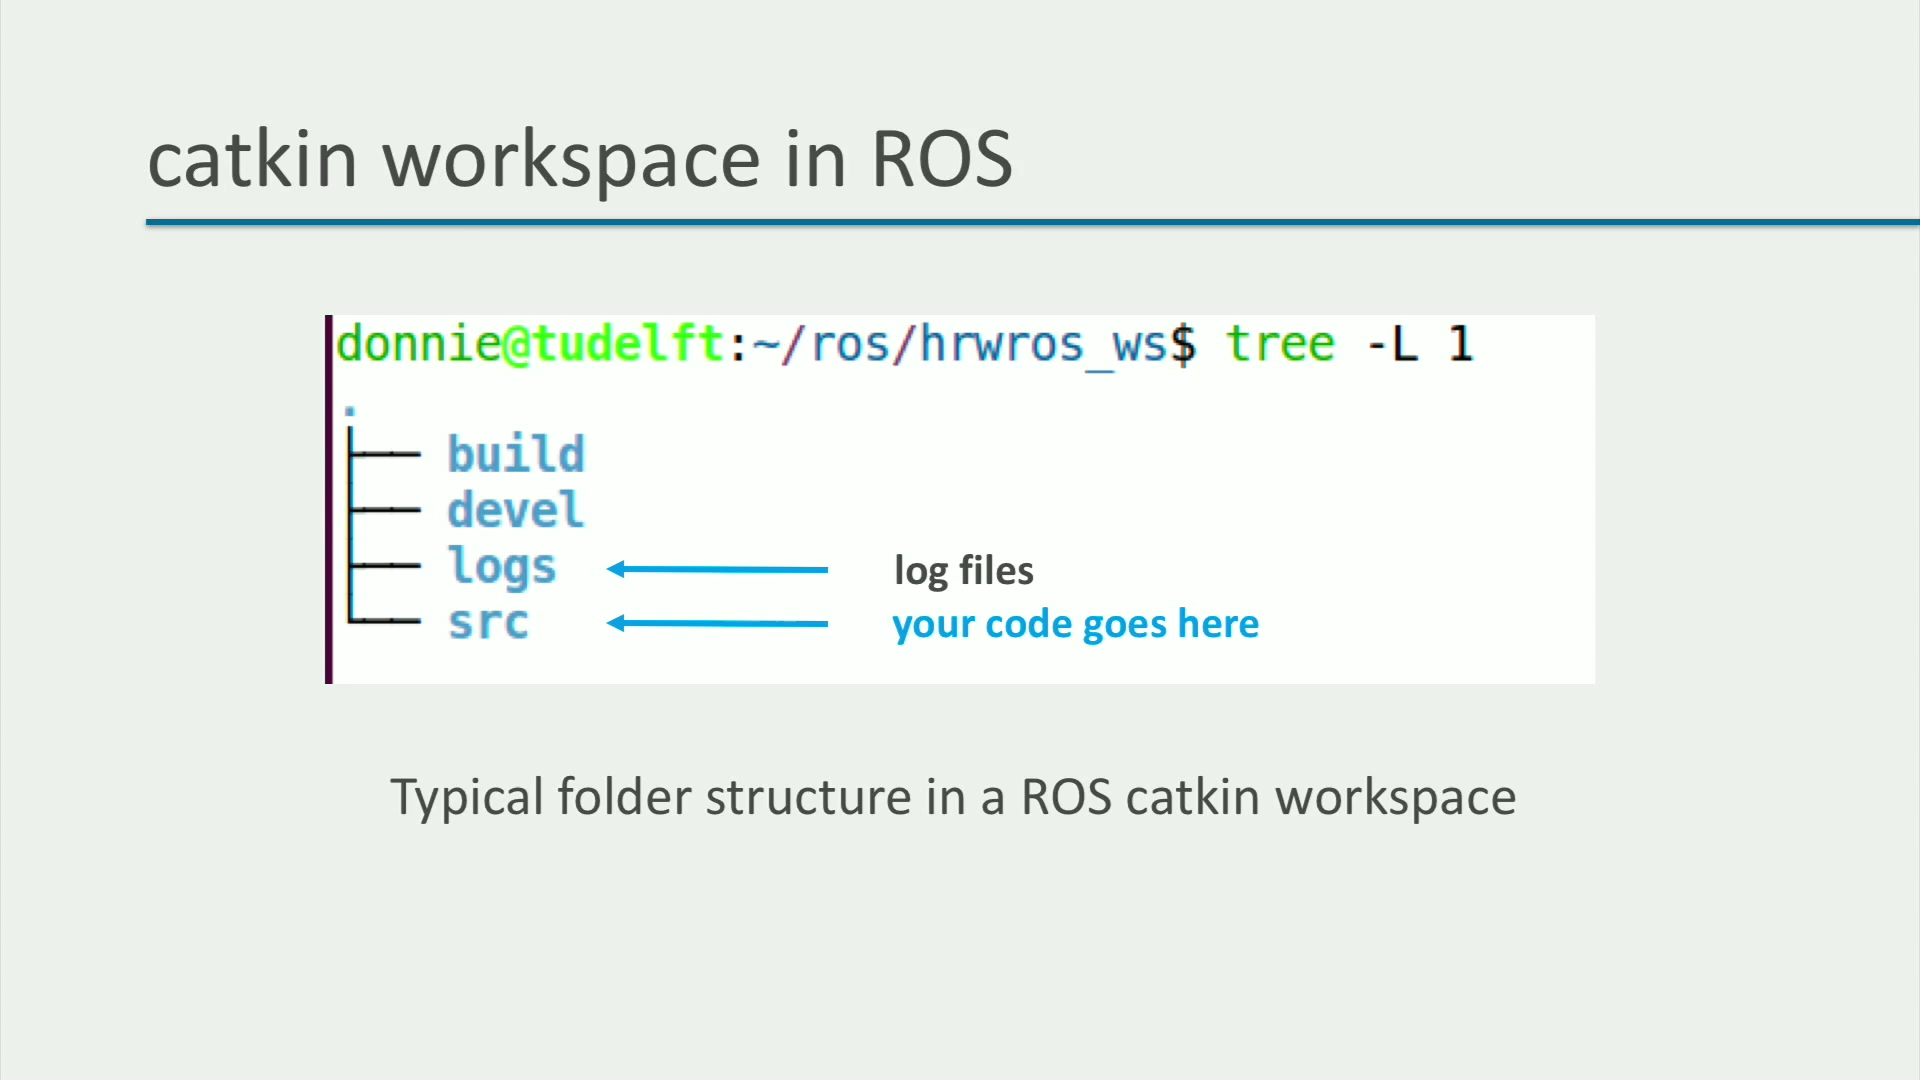 catkin workspace in ROS
donnie@tudelft:~/ros/hrwros_ws$ tree -L 1
.
├── build
├── devel
├── logs log files
└── src your code goes here
Typical folder structure in a ROS catkin workspace